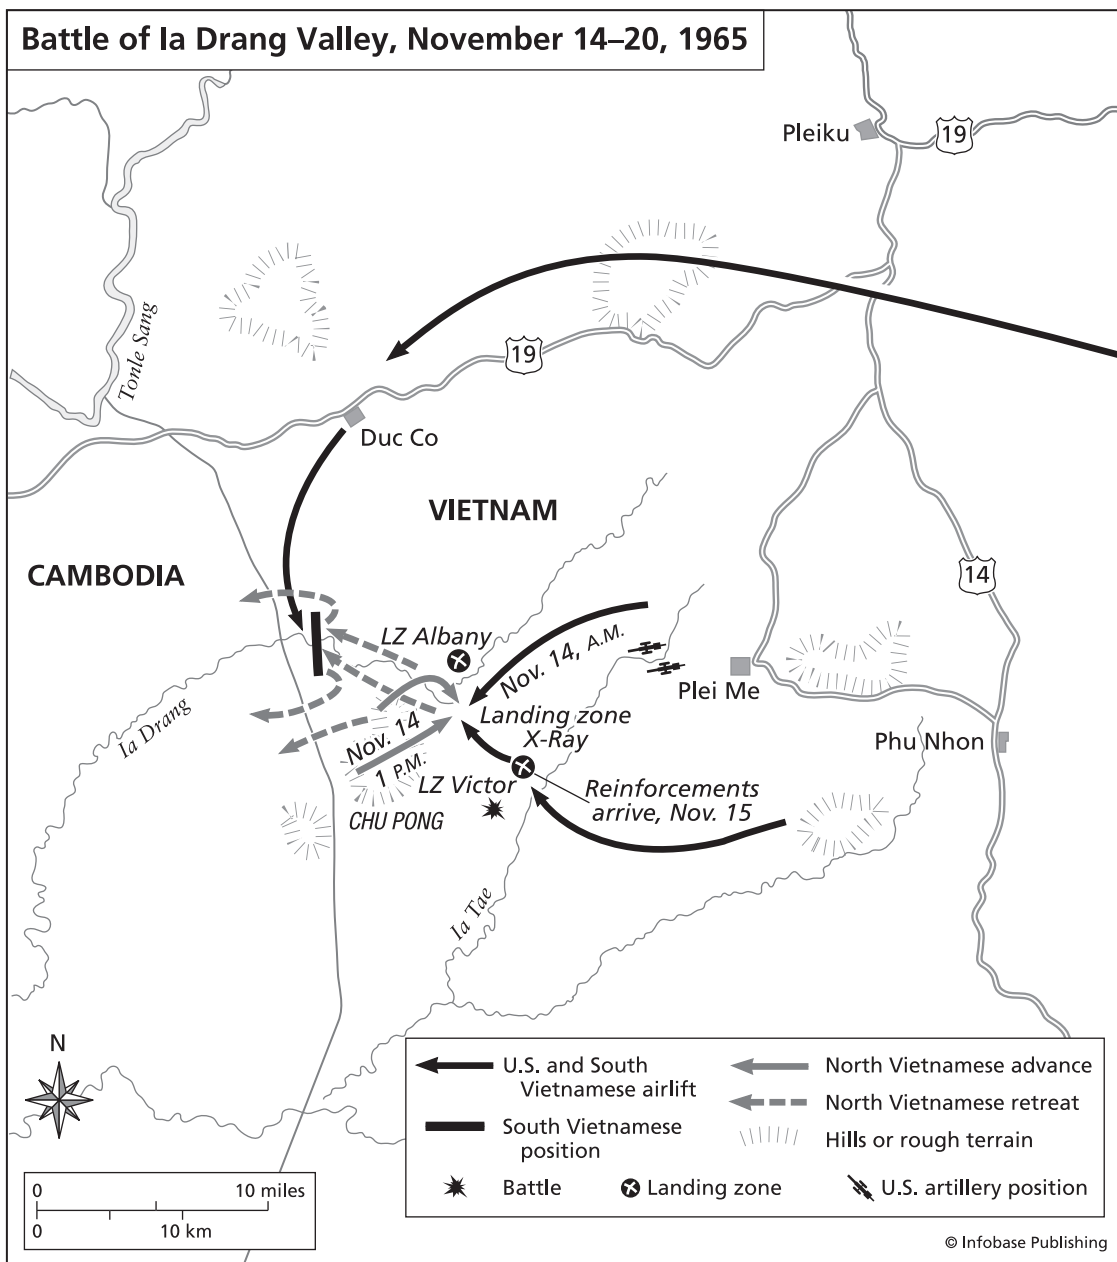 Battle of Ia Drang Valley, November 14–20, 1965
Pleiku
19
Tonle Sang
19
Duc Co
VIETNAM
CAMBODIA
14
LZ Albany
Nov. 14, A.M.
Plei Me
Ia Drang
Landing zone
X-Ray
Nov. 14
1 P.M.
Phu Nhon
LZ Victor
Reinforcements
arrive, Nov. 15
CHU PONG
Ia Tae
N
U.S. and South
Vietnamese airlift
South Vietnamese
position
Battle
Landing zone
North Vietnamese advance
North Vietnamese retreat
Hills or rough terrain
U.S. artillery position
0 10 miles
0 10 km
© Infobase Publishing